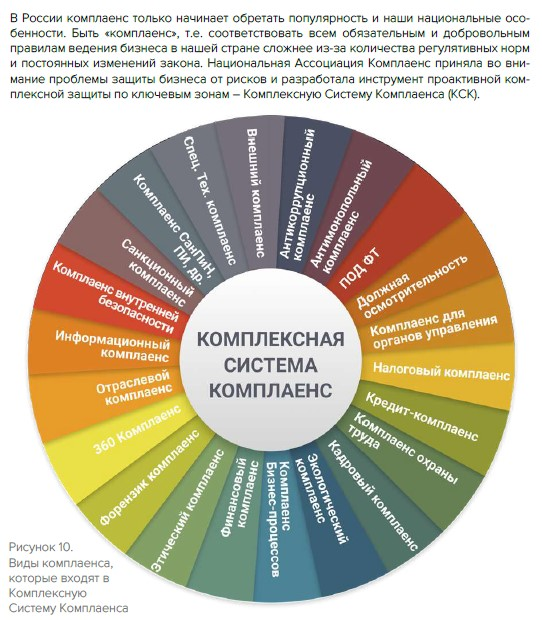 В России комплаенс только начинает обретать популярность и наши национальные осо-
бенности. Быть «комплаенс», т.е. соответствовать всем обязательным и добровольным
правилам ведения бизнеса в нашей стране сложнее из-за количества регулятивных норм
и постоянных изменений закона. Национальная Ассоциация Комплаенс приняла во вни-
мание проблемы защиты бизнеса от рисков и разработала инструмент проактивной ком-
плексной защиты по ключевым зонам – Комплексную Систему Комплаенса (КСК).
Внешний комплаенс
Антикоррупционный
комплаенс
Антимонопольный
комплаенс
ПОД ФТ
Должная
осмотрительность
Комплаенс для
органов управления
Налоговый комплаенс
Кредит-комплаенс
Комплаенс охраны
труда
Кадровый комплаенс
Экологический
комплаенс
Комплаенс
Бизнес-процессов
Финансовый
комплаенс
Этический комплаенс
Форензик комплаенс
360 Комплаенс
Отраслевой
комплаенс
Информационный
комплаенс
Комплаенс внутренней
безопасности
Санкционный
комплаенс
Комплаенс СанПиН,
ПИ, др.
Спец. Тех. комплаенс
КОМПЛЕКСНАЯ
СИСТЕМА
КОМПЛАЕНС
Рисунок 10.
Виды комплаенса,
которые входят в
Комплексную
Систему Комплаенса